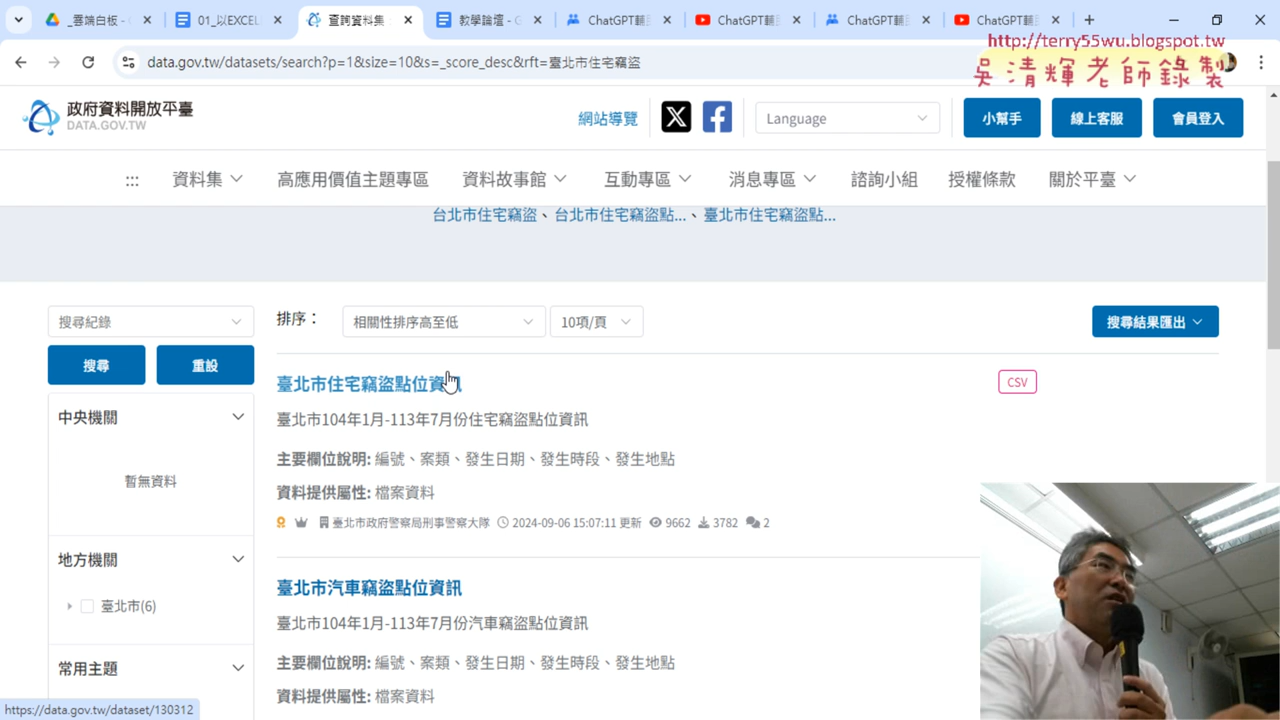 _雲端白板 - G
01_以EXCEL
查詢資料集
教學論壇 - G
ChatGPT輔
ChatGPT輔
ChatGPT輔
ChatGPT輔
data.gov.tw/datasets/search?p=1&size=10&s=_score_desc&rft=臺北市住宅竊盜
http://terry55wu.blogspot.tw
吳清輝老師錄製
政府資料開放平臺
DATA.GOV.TW
網站導覽
Language
小幫手
線上客服
會員登入
資料集
高應用價值主題專區
資料故事館
互動專區
消息專區
諮詢小組
授權條款
關於平臺
台北市住宅竊盜、台北市住宅竊盜點...、臺北市住宅竊盜點...
搜尋紀錄
排序：
相關性排序高至低
10項/頁
搜尋結果匯出
搜尋
重設
臺北市住宅竊盜點位資訊
CSV
中央機關
臺北市104年1月-113年7月份住宅竊盜點位資訊
主要欄位說明: 編號、案類、發生日期、發生時段、發生地點
暫無資料
資料提供屬性: 檔案資料
臺北市政府警察局刑事警察大隊 2024-09-06 15:07:11 更新 9662 3782 2
地方機關
臺北市汽車竊盜點位資訊
臺北市(6)
臺北市104年1月-113年7月份汽車竊盜點位資訊
主要欄位說明: 編號、案類、發生日期、發生時段、發生地點
常用主題
資料提供屬性: 檔案資料
https://data.gov.tw/dataset/130312